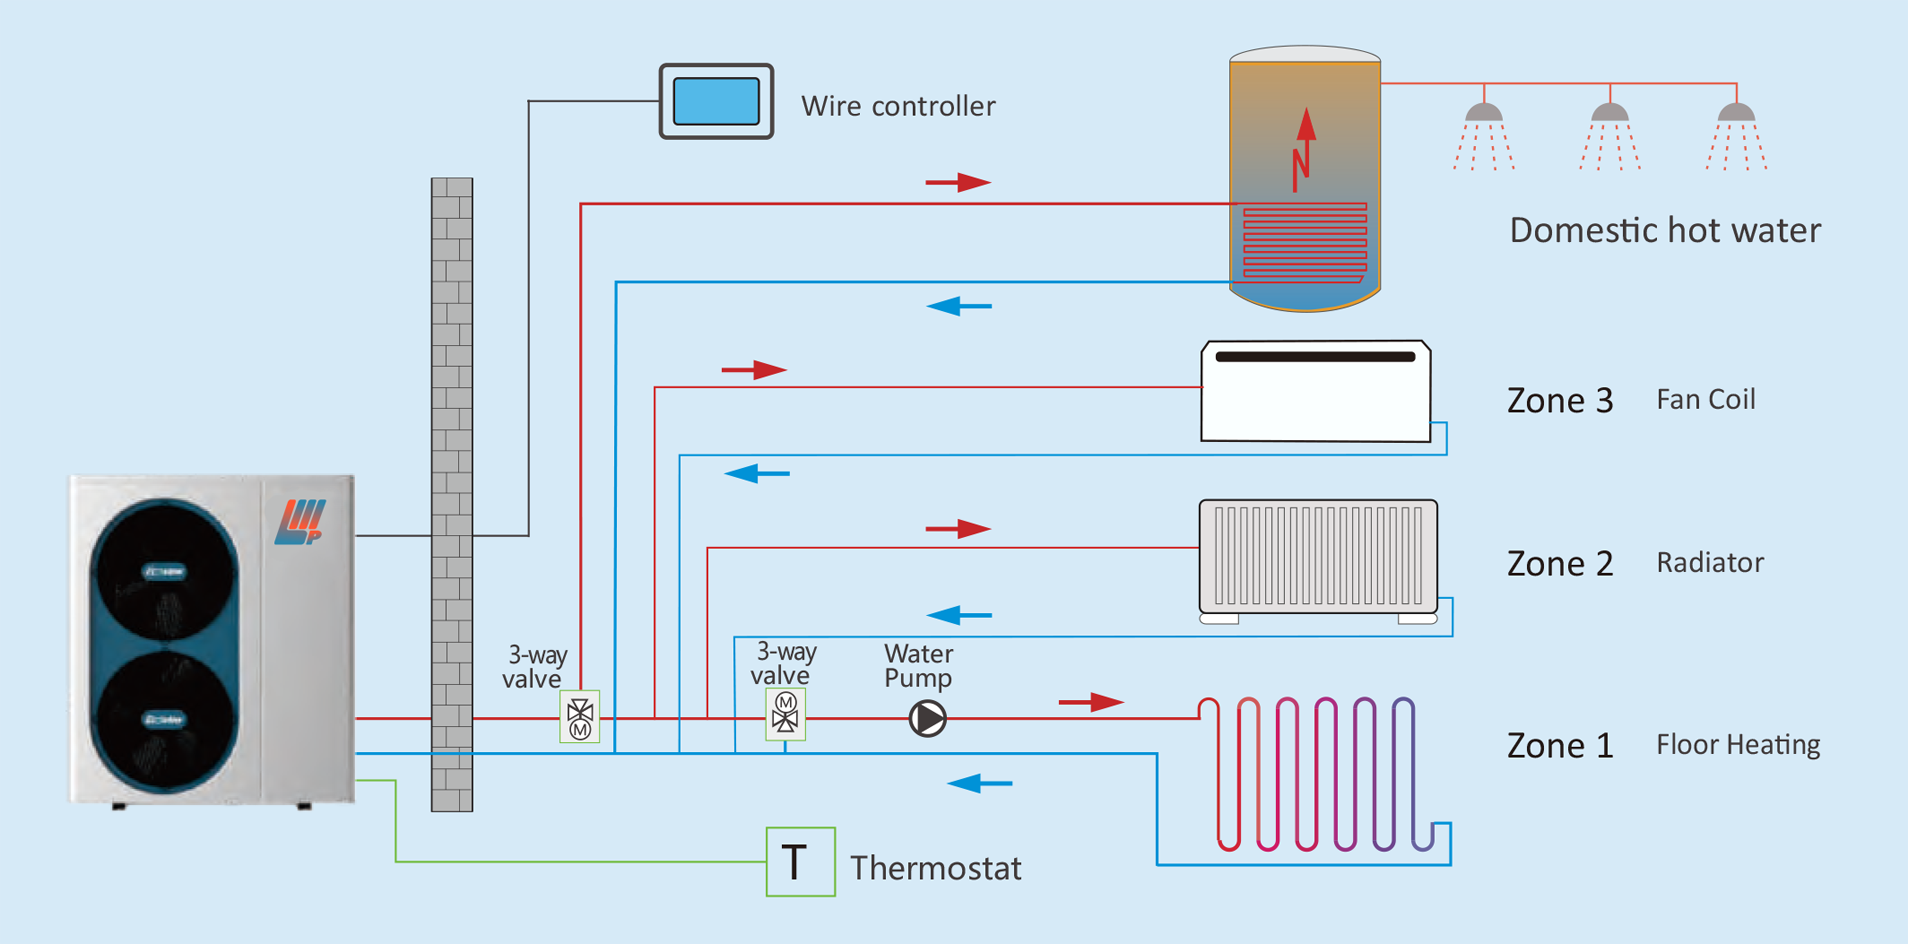 Wire controller
Domestic hot water
Zone 3 Fan Coil
Zone 2 Radiator
3-way
valve
3-way
valve
Water
Pump
M
M
Zone 1 Floor Heating
T
Thermostat
P